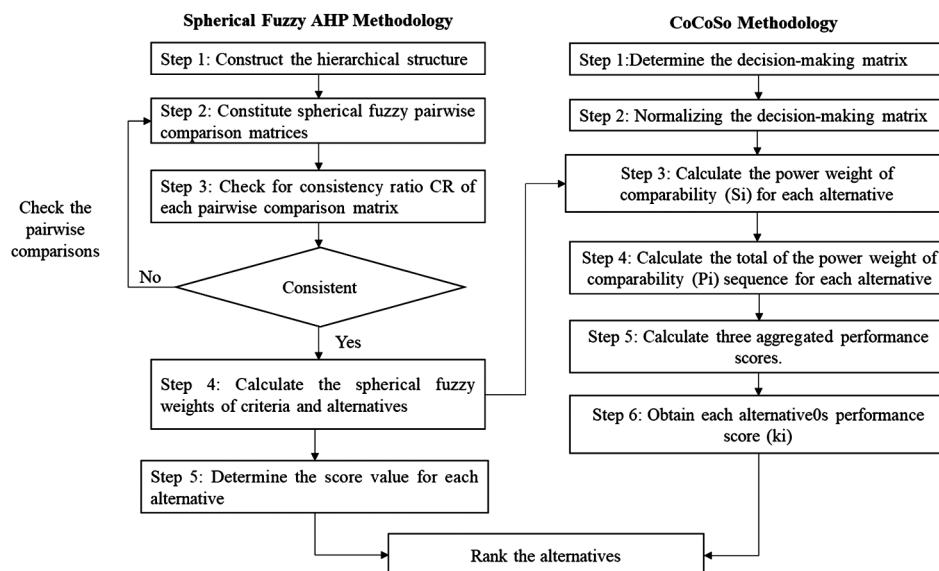 Spherical Fuzzy AHP Methodology
Step 1: Construct the hierarchical structure
Step 2: Constitute spherical fuzzy pairwise
comparison matrices
Step 3: Check for consistency ratio CR of
each pairwise comparison matrix
Check the
pairwise
comparisons
No
Consistent
Yes
Step 4: Calculate the spherical fuzzy
weights of criteria and alternatives
Step 5: Determine the score value for each
alternative
CoCoSo Methodology
Step 1:Determine the decision-making matrix
Step 2: Normalizing the decision-making matrix
Step 3: Calculate the power weight of
comparability (Si) for each alternative
Step 4: Calculate the total of the power weight of
comparability (Pi) sequence for each alternative
Step 5: Calculate three aggregated performance
scores.
Step 6: Obtain each alternative0s performance
score (ki)
Rank the alternatives